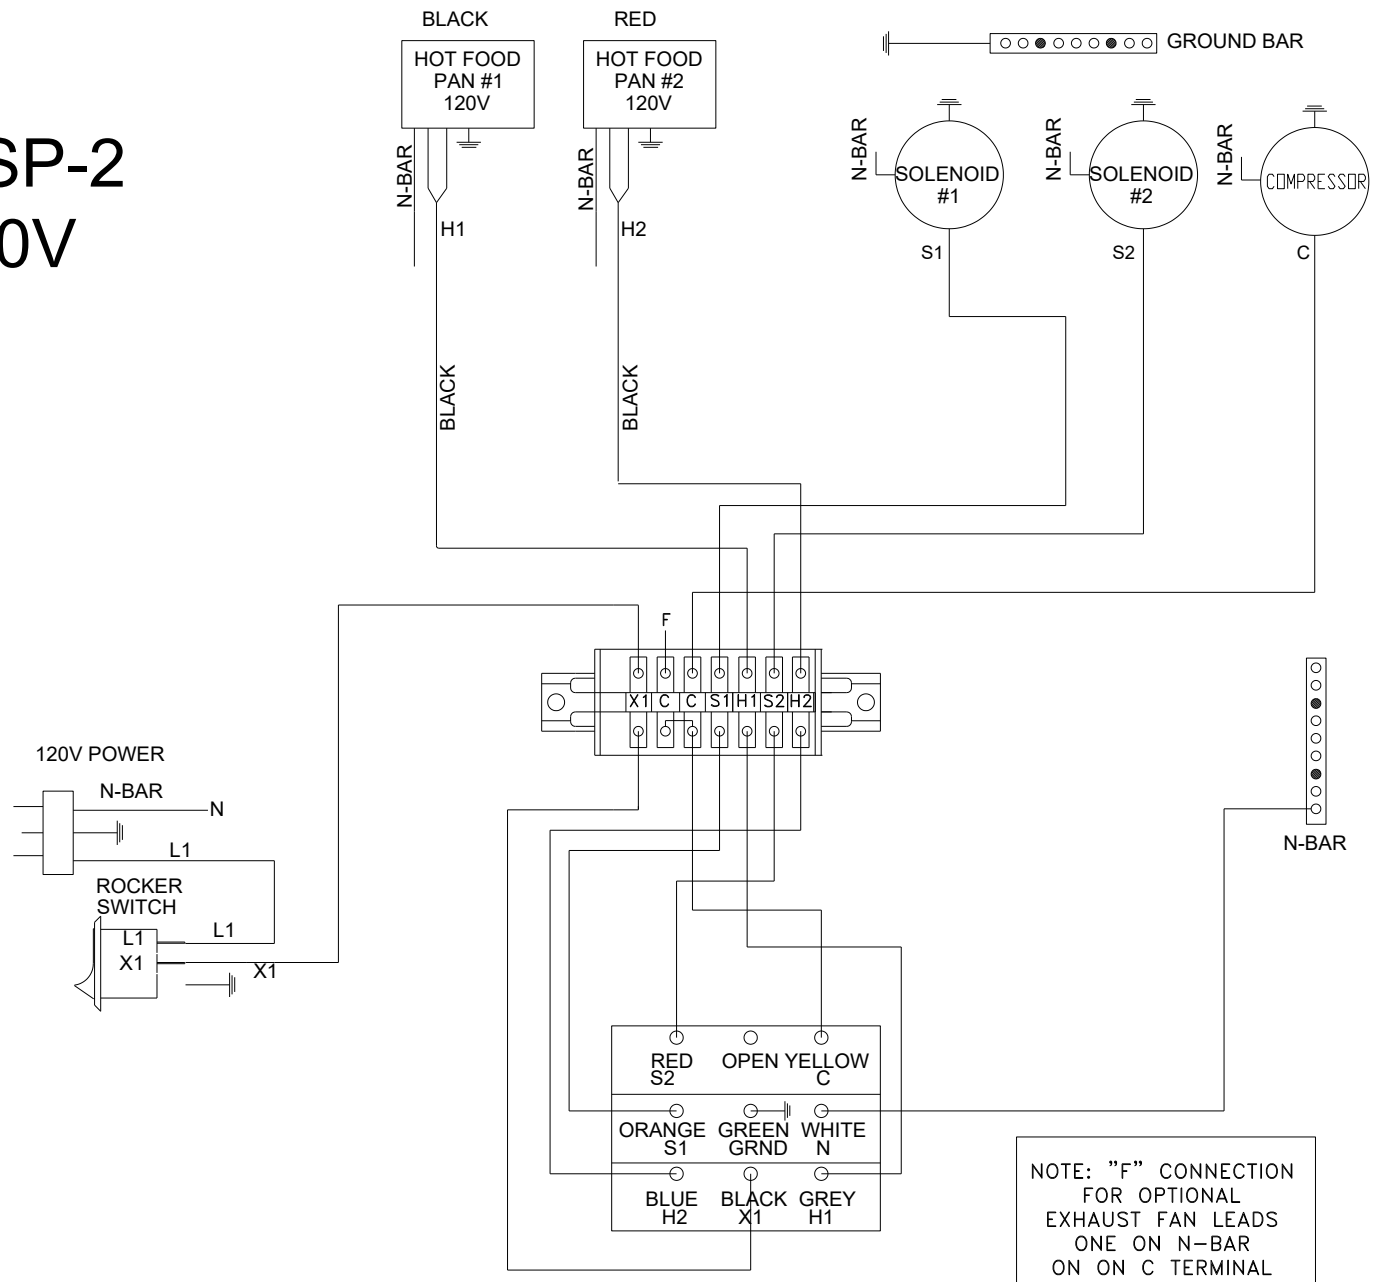 SP-2
0V
BLACK
HOT FOOD
PAN #1
120V
N-BAR
H1
BLACK
RED
HOT FOOD
PAN #2
120V
N-BAR
H2
BLACK
GROUND BAR
N-BAR
SOLENOID
#1
S1
N-BAR
SOLENOID
#2
S2
N-BAR
COMPRESSOR
C
F
X1 C C S1 H1 S2 H2
120V POWER
N-BAR
N
L1
ROCKER
SWITCH
L1
L1
X1
X1
N-BAR
RED
S2
OPEN
YELLOW
C
ORANGE
S1
GREEN
GRND
WHITE
N
BLUE
H2
BLACK
X1
GREY
H1
NOTE: "F" CONNECTION
FOR OPTIONAL
EXHAUST FAN LEADS
ONE ON N-BAR
ON ON C TERMINAL